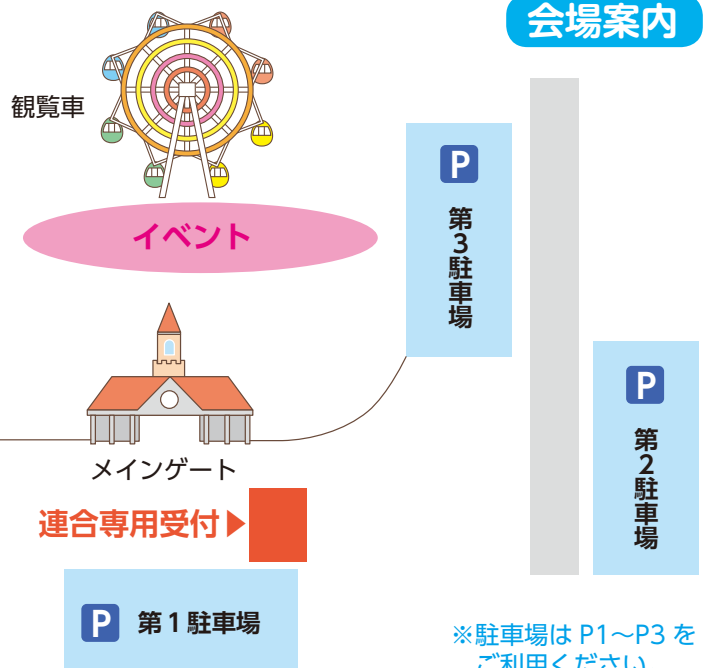 会場案内
観覧車
イベント
P
第3駐車場
P
第2駐車場
メインゲート
連合専用受付▶
P 第1駐車場
※駐車場は P1~P3 を
ご利用ください